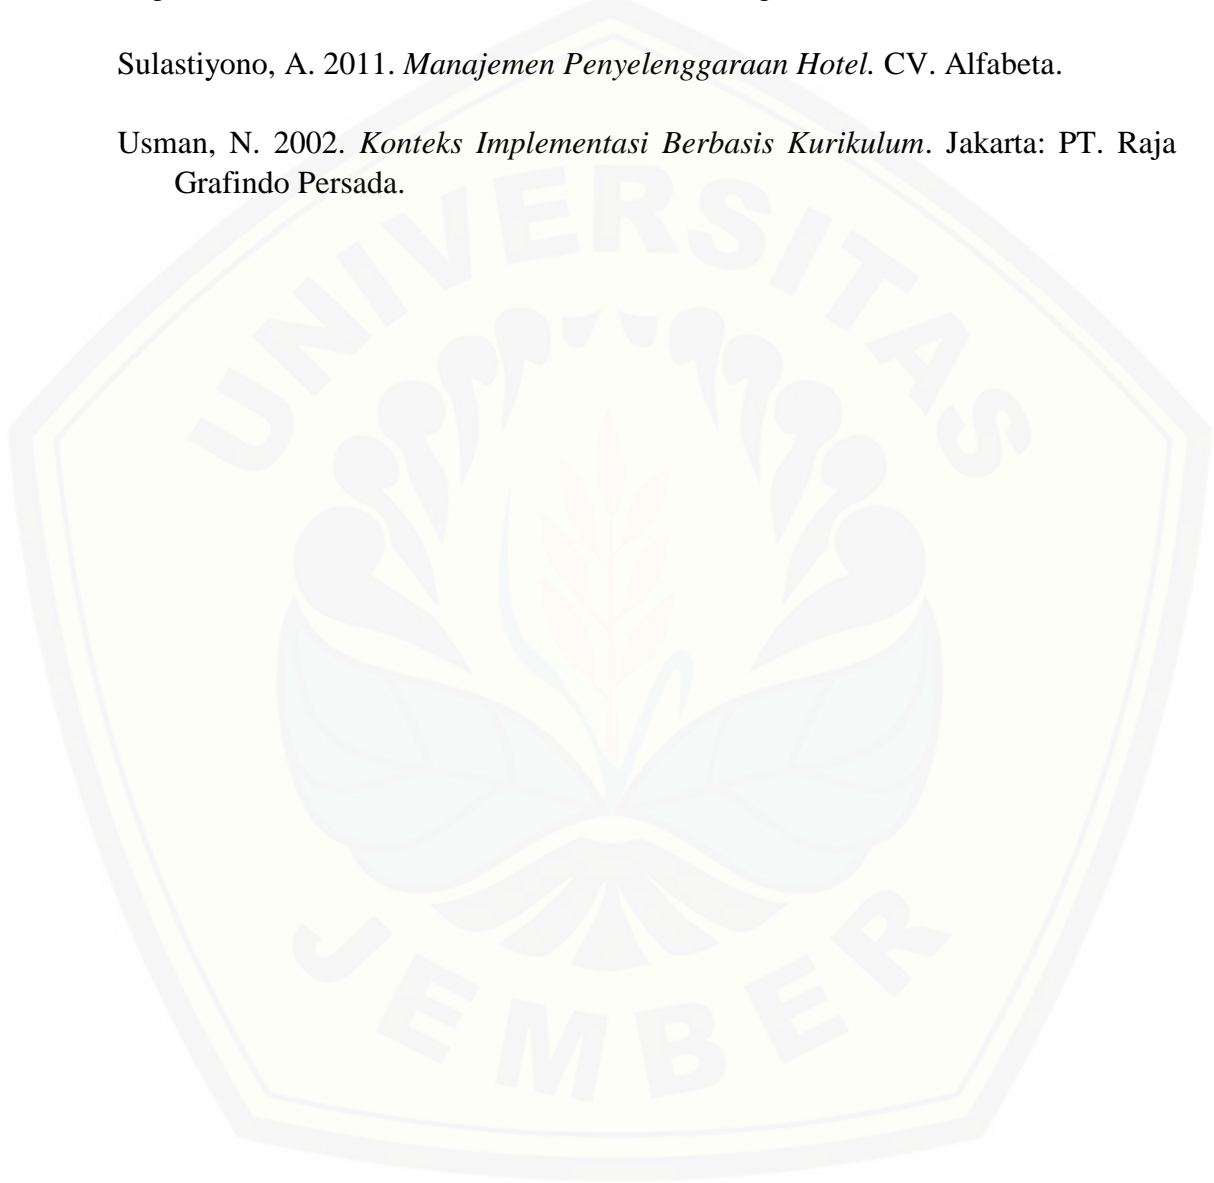 Sulastiyono, A. 2011. Manajemen Penyelenggaraan Hotel. CV. Alfabeta.
Usman, N. 2002. Konteks Implementasi Berbasis Kurikulum. Jakarta: PT. Raja
Grafindo Persada.
UNIVERSITAS
JEMBER